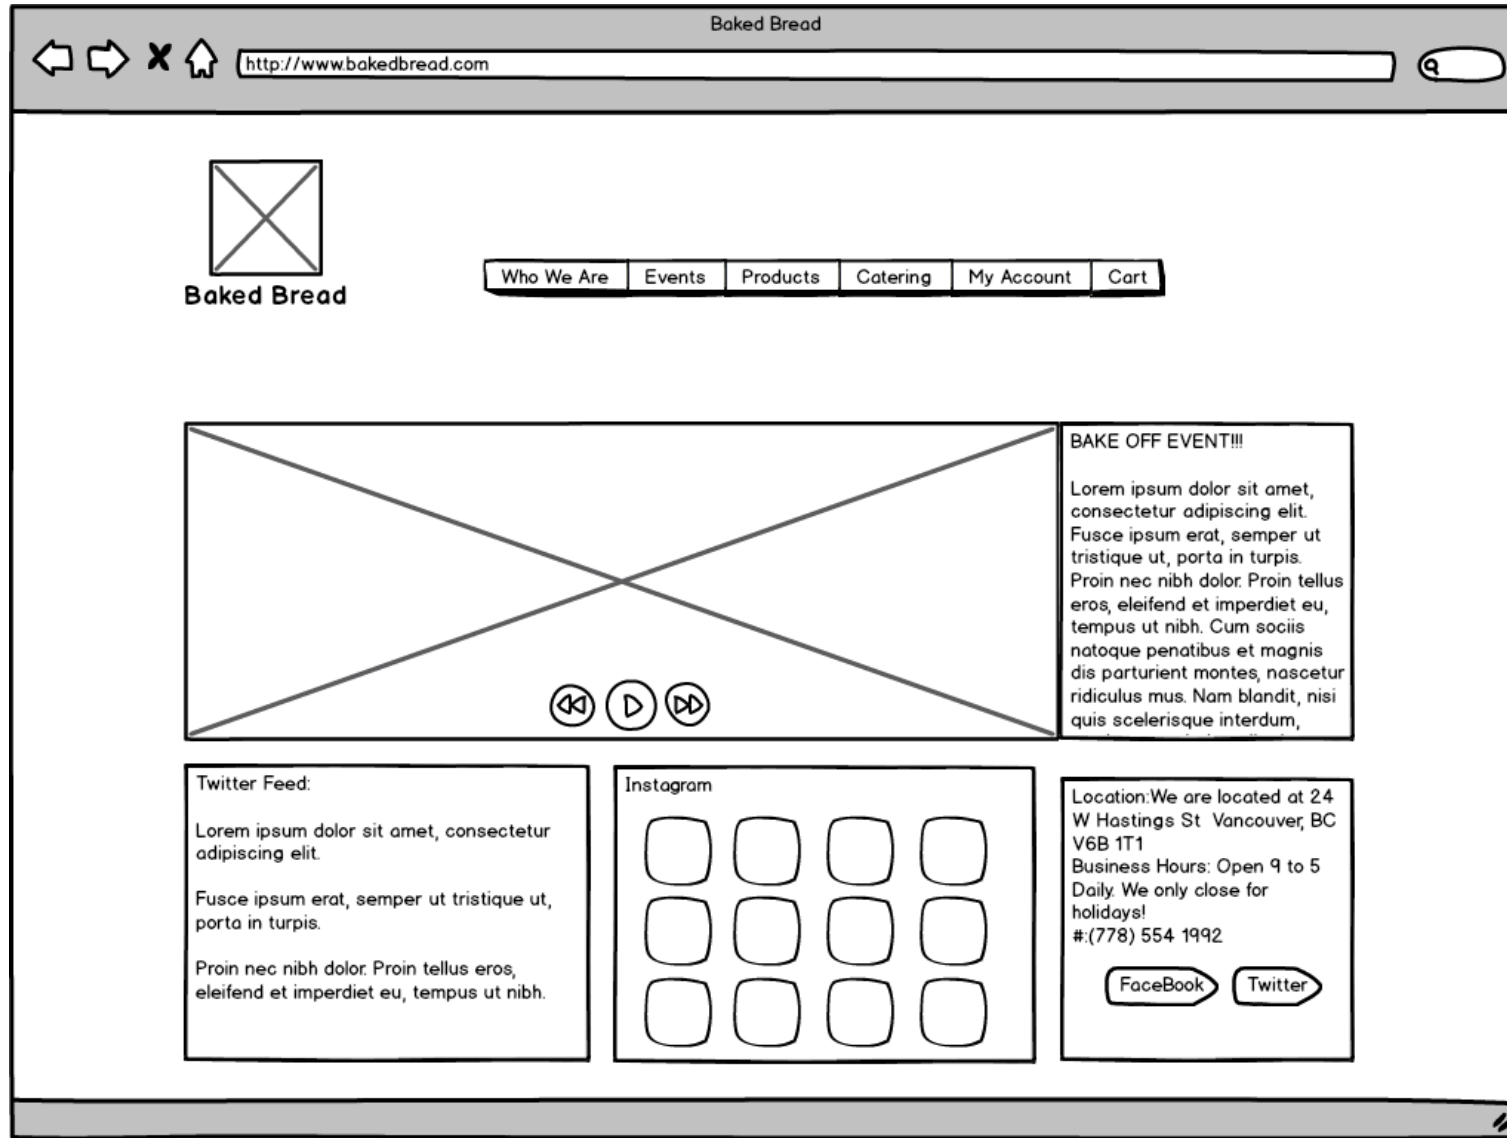 Baked Bread
http://www.bakedbread.com
Baked Bread
Who We Are Events Products Catering My Account Cart
BAKE OFF EVENT!!!
Lorem ipsum dolor sit amet,
consectetur adipiscing elit.
Fusce ipsum erat, semper ut
tristique ut, porta in turpis.
Proin nec nibh dolor. Proin tellus
eros, eleifend et imperdiet eu,
tempus ut nibh. Cum sociis
natoque penatibus et magnis
dis parturient montes, nascetur
ridiculus mus. Nam blandit, nisi
quis scelerisque interdum,
Twitter Feed:
Lorem ipsum dolor sit amet, consectetur
adipiscing elit.
Fusce ipsum erat, semper ut tristique ut,
porta in turpis.
Proin nec nibh dolor. Proin tellus eros,
eleifend et imperdiet eu, tempus ut nibh.
Instagram
Location:We are located at 24
W Hastings St Vancouver, BC
V6B 1T1
Business Hours: Open 9 to 5
Daily. We only close for
holidays!
#:(778) 554 1992
FaceBook Twitter